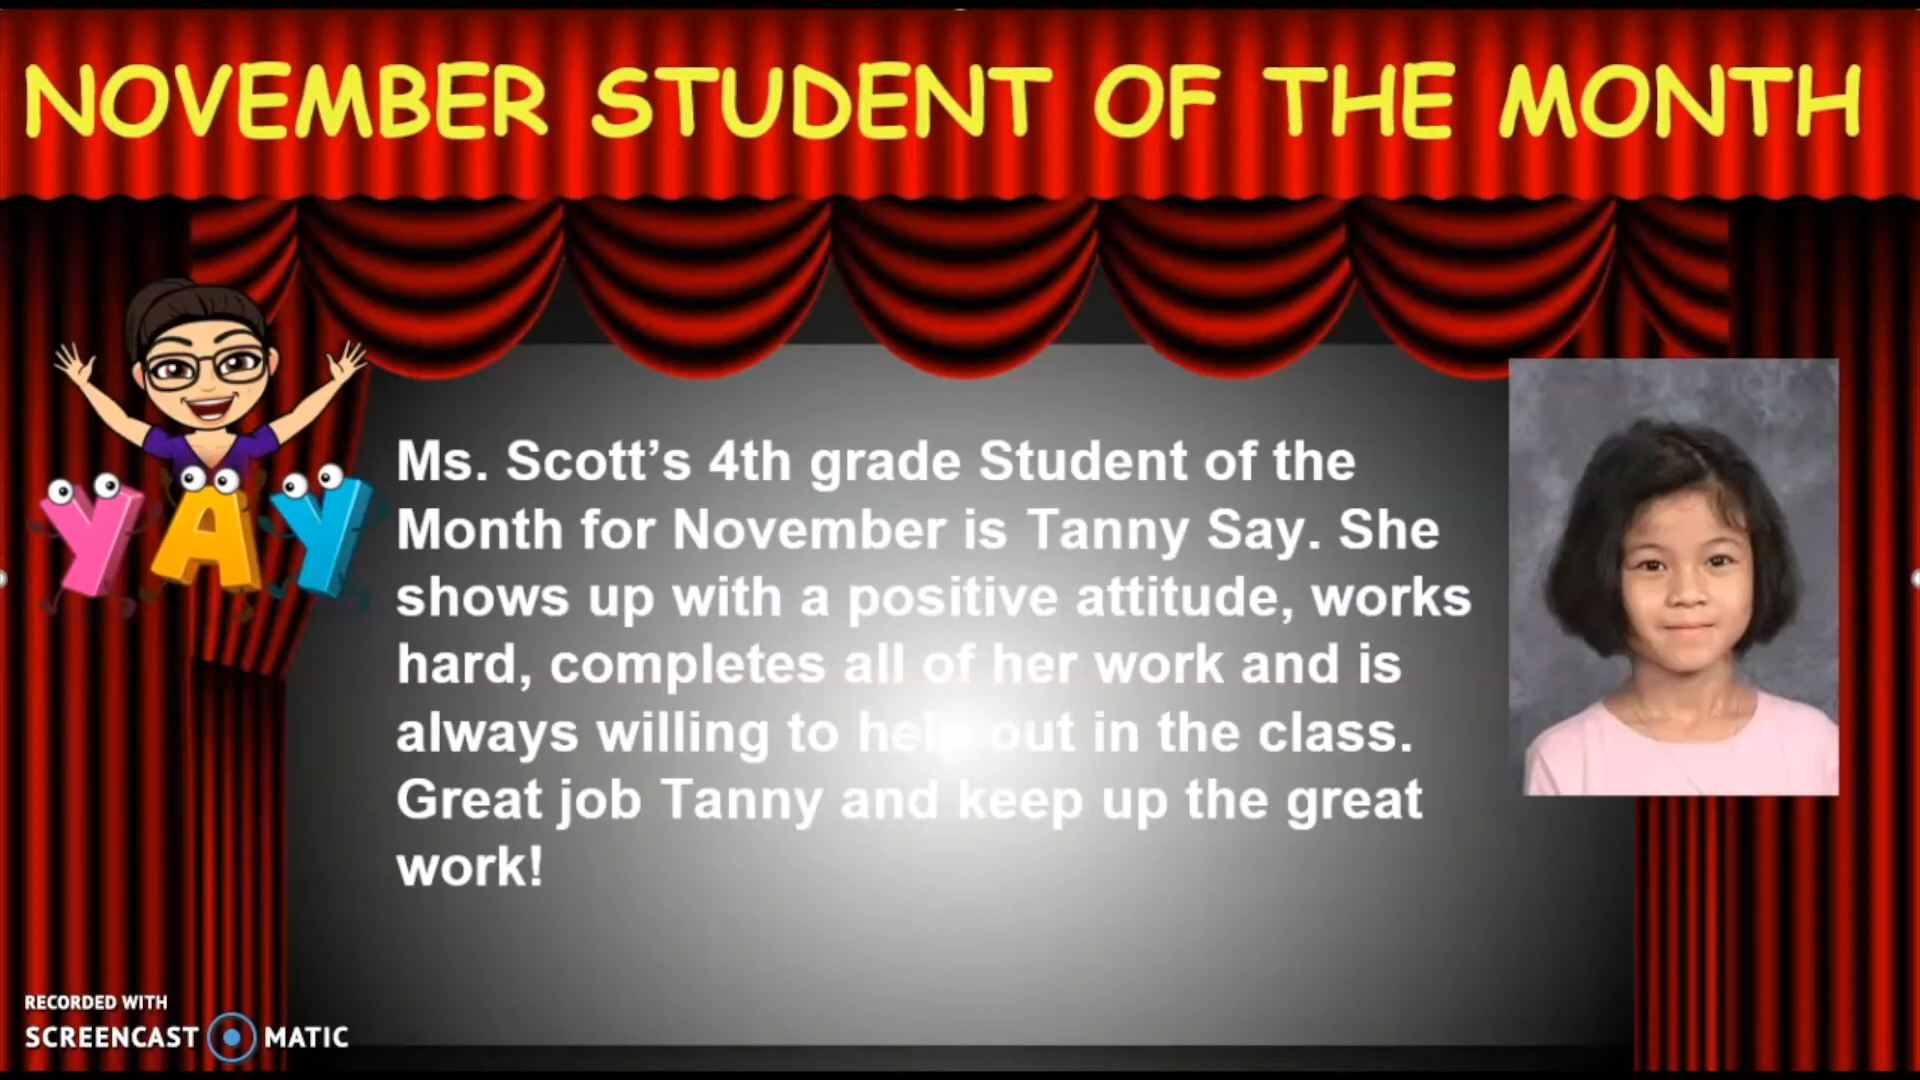 NOVEMBER STUDENT OF THE MONTH
YAY
Ms. Scott’s 4th grade Student of the
Month for November is Tanny Say. She
shows up with a positive attitude, works
hard, completes all of her work and is
always willing to help out in the class.
Great job Tanny and keep up the great
work!
RECORDED WITH
SCREENCAST MATIC